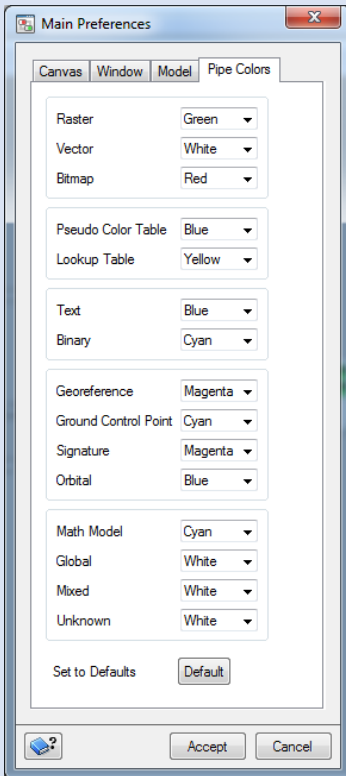 Main Preferences
Canvas Window Model Pipe Colors
Raster Green
Vector White
Bitmap Red
Pseudo Color Table Blue
Lookup Table Yellow
Text Blue
Binary Cyan
Georeference Magenta
Ground Control Point Cyan
Signature Magenta
Orbital Blue
Math Model Cyan
Global White
Mixed White
Unknown White
Set to Defaults Default
? Accept Cancel